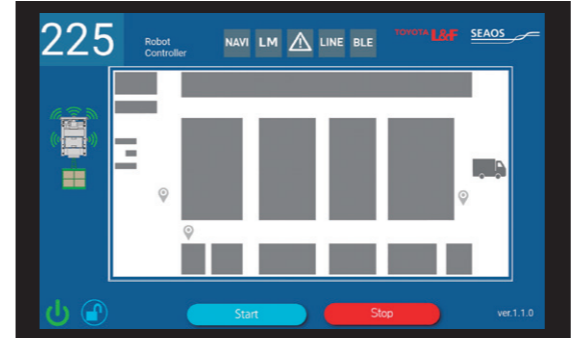 225
Robot
Controller
NAVI LM LINE BLE
TOYOTA L&F SEAOS
Start
Stop
ver.1.1.0